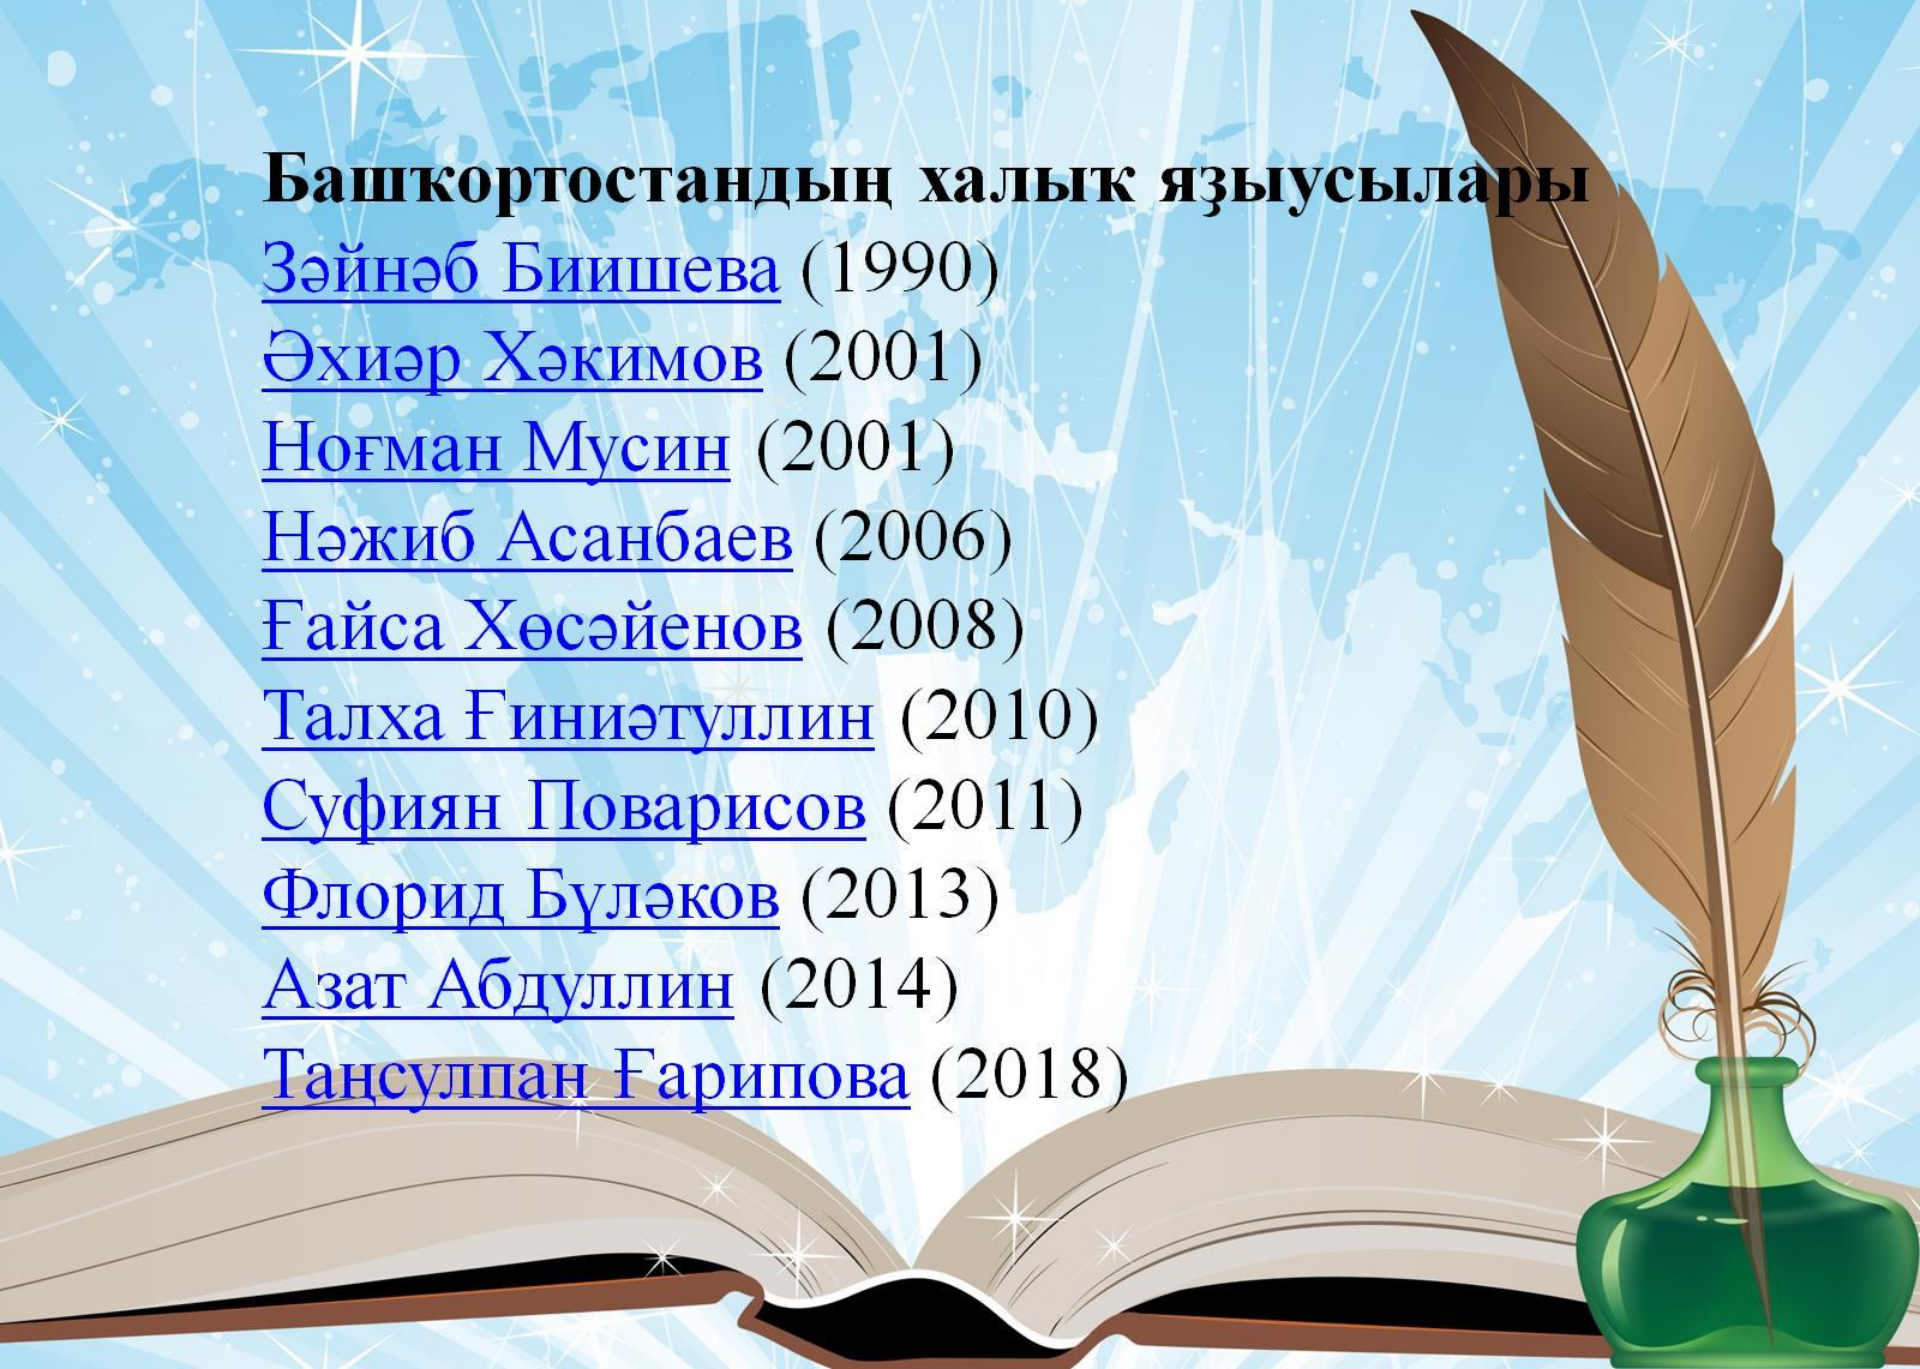 Башҡортостандың халыҡ яҙыусылары
Зәйнәб Биишева (1990)
Әхиәр Хәкимов (2001)
Ноғман Мусин (2001)
Нәжиб Асанбаев (2006)
Ғайса Хөсәйенов (2008)
Талха Ғиниәтуллин (2010)
Суфиян Поварисов (2011)
Флорид Бүләков (2013)
Азат Абдуллин (2014)
Таңсулпан Ғарипова (2018)